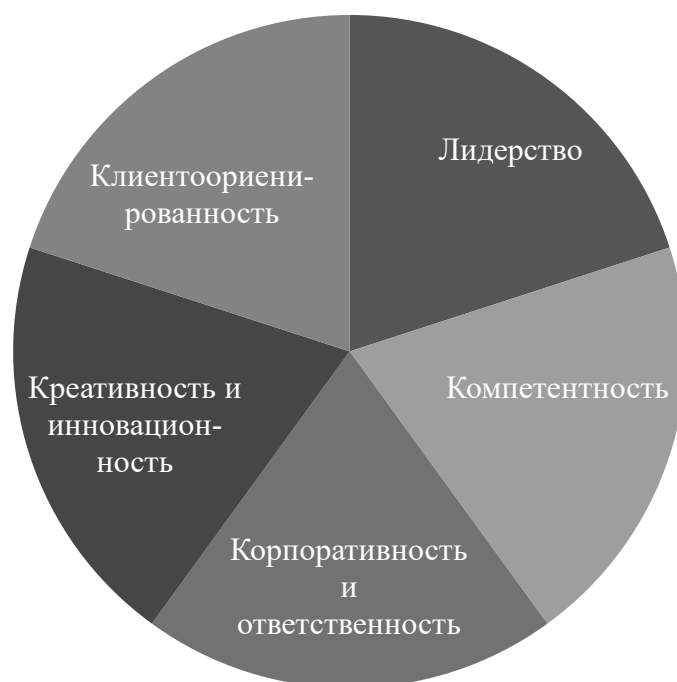 Лидерство
Компетентность
Корпоративность
и
ответственность
Креативность и
инновацион-
ность
Клиентоориени-
рованность